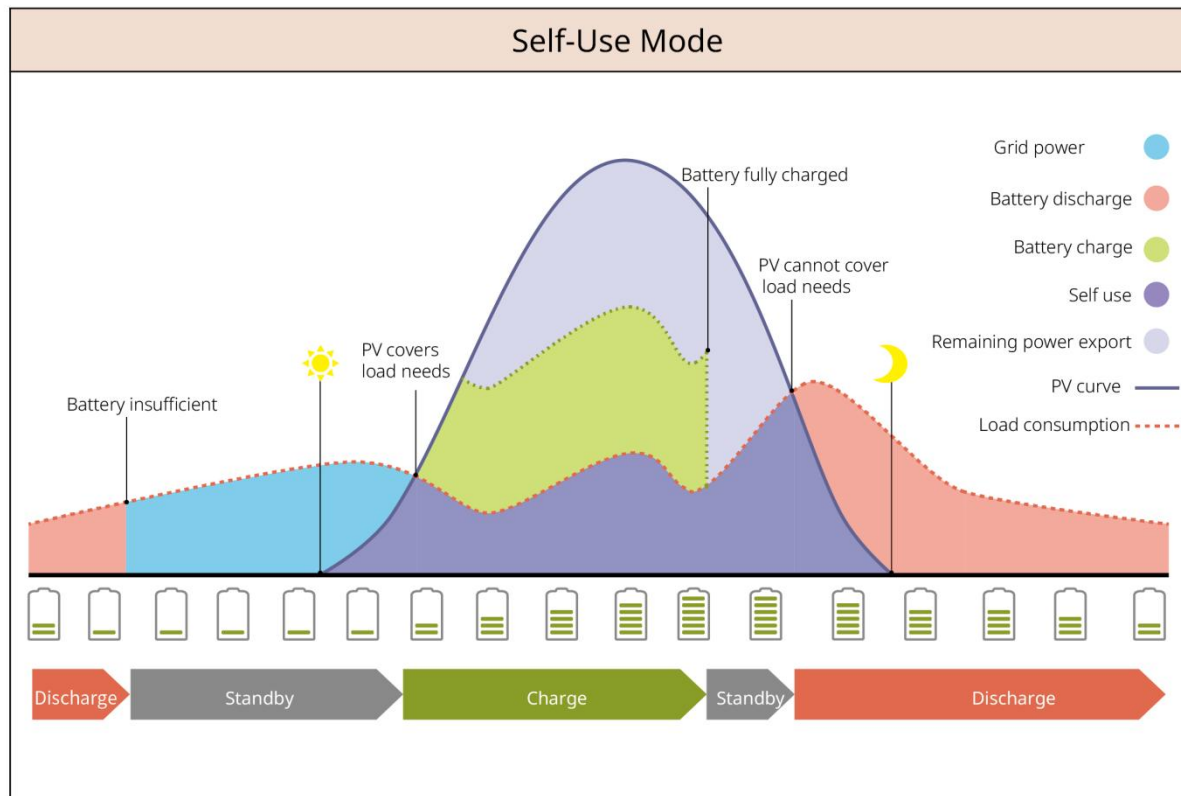 Self-Use Mode
Grid power
Battery fully charged
Battery discharge
Battery charge
PV cannot cover
load needs
Self use
PV covers
load needs
Remaining power export
PV curve
Battery insufficient
Load consumption
Discharge
Standby
Charge
Standby
Discharge